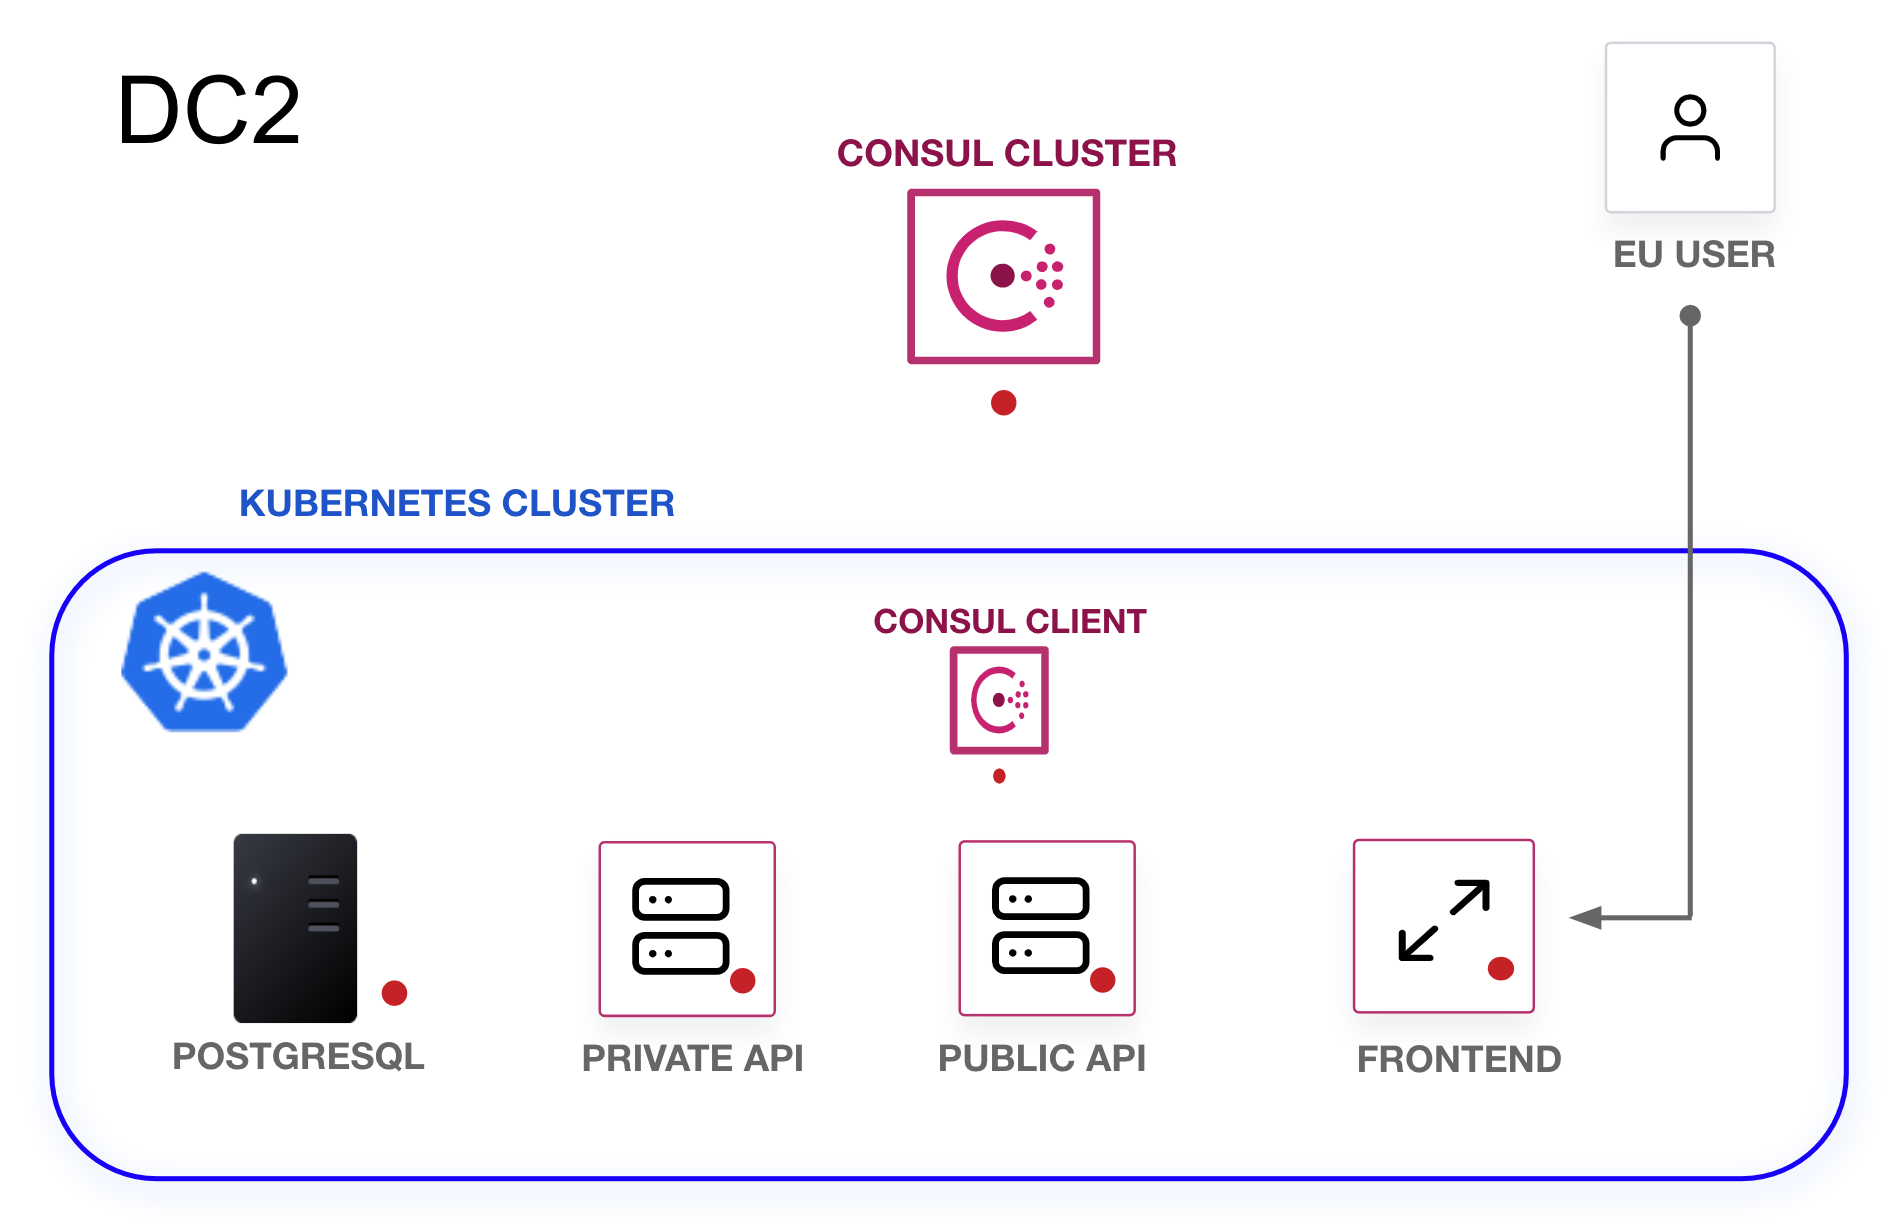 DC2
CONSUL CLUSTER
EU USER
KUBERNETES CLUSTER
CONSUL CLIENT
POSTGRESQL
PRIVATE API
PUBLIC API
FRONTEND